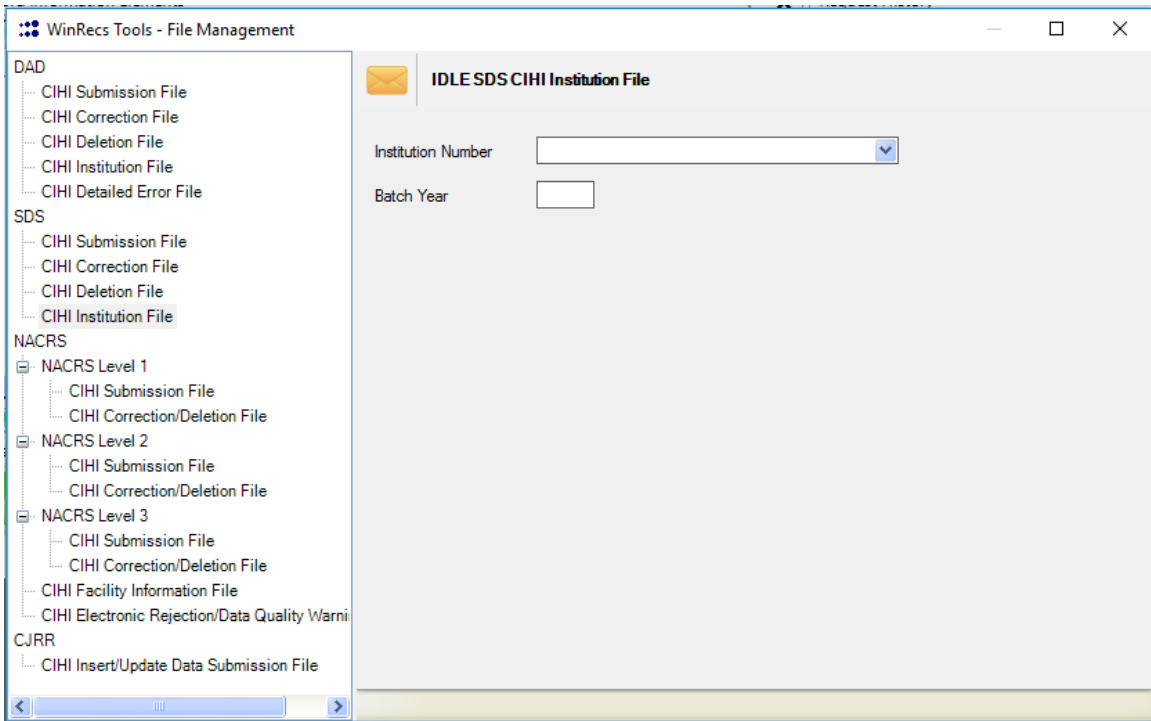 WinRecs Tools - File Management
DAD
CIHI Submission File
CIHI Correction File
CIHI Deletion File
CIHI Institution File
CIHI Detailed Error File
SDS
CIHI Submission File
CIHI Correction File
CIHI Deletion File
CIHI Institution File
NACRS
NACRS Level 1
CIHI Submission File
CIHI Correction/Deletion File
NACRS Level 2
CIHI Submission File
CIHI Correction/Deletion File
NACRS Level 3
CIHI Submission File
CIHI Correction/Deletion File
CIHI Facility Information File
CIHI Electronic Rejection/Data Quality Warni
CJRR
CIHI Insert/Update Data Submission File
IDLE SDS CIHI Institution File
Institution Number
Batch Year